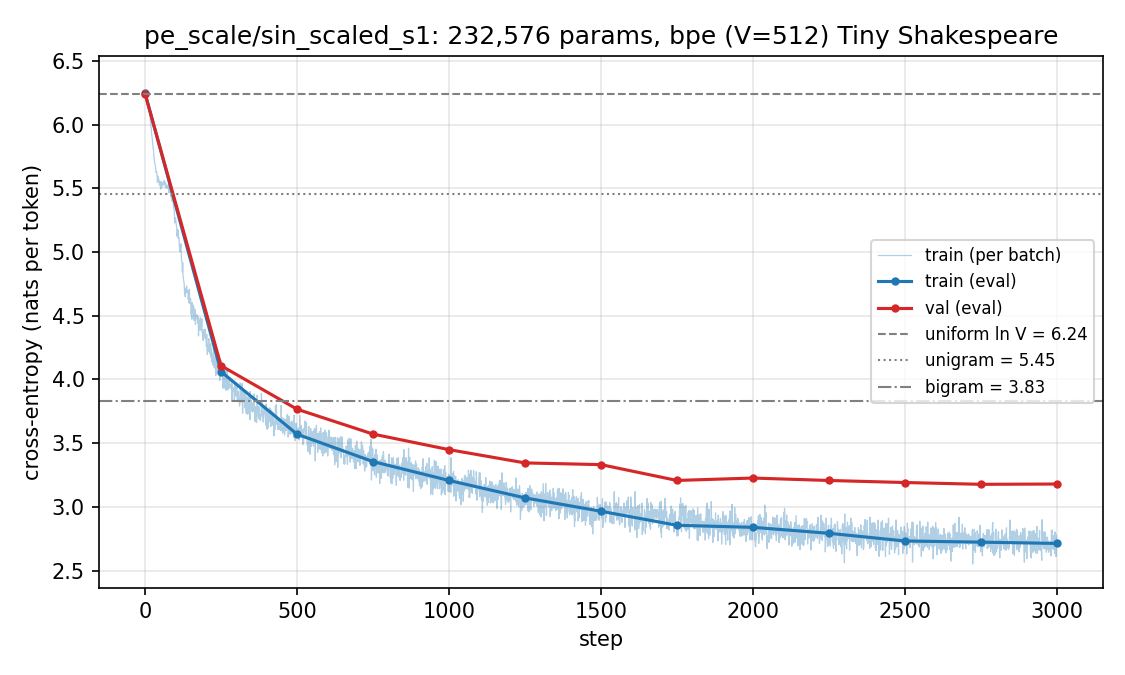 pe_scale/sin_scaled_s1: 232,576 params, bpe (V=512) Tiny Shakespeare
cross-entropy (nats per token)
6.5
6.0
5.5
5.0
4.5
4.0
3.5
3.0
2.5
train (per batch)
train (eval)
val (eval)
uniform ln V = 6.24
unigram = 5.45
bigram = 3.83
0 500 1000 1500 2000 2500 3000
step